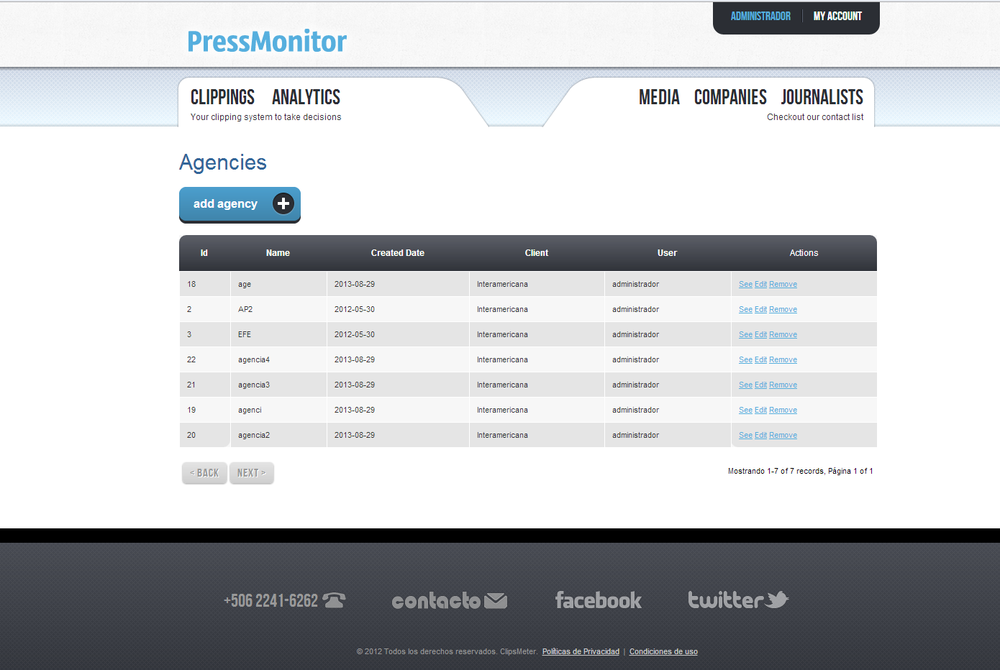 ADMINISTRADOR MY ACCOUNT
PressMonitor
CLIPPINGS ANALYTICS
Your clipping system to take decisions
MEDIA COMPANIES JOURNALISTS
Checkout our contact list
Agencies
add agency
Id Name Created Date Client User Actions
18 age 2013-08-29 Interamericana administrador See Edit Remove
2 AP2 2012-05-30 Interamericana administrador See Edit Remove
3 EFE 2012-05-30 Interamericana administrador See Edit Remove
22 agencia4 2013-08-29 Interamericana administrador See Edit Remove
21 agencia3 2013-08-29 Interamericana administrador See Edit Remove
19 agenci 2013-08-29 Interamericana administrador See Edit Remove
20 agencia2 2013-08-29 Interamericana administrador See Edit Remove
< BACK NEXT > Mostrando 1-7 of 7 records, Página 1 of 1
+506 2241-6262 contacto facebook twitter
© 2012 Todos los derechos reservados. ClipsMeter. Políticas de Privacidad | Condiciones de uso